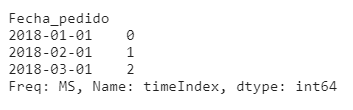 Fecha_pedido
2018-01-01    0
2018-02-01    1
2018-03-01    2
Freq: MS, Name: timeIndex, dtype: int64